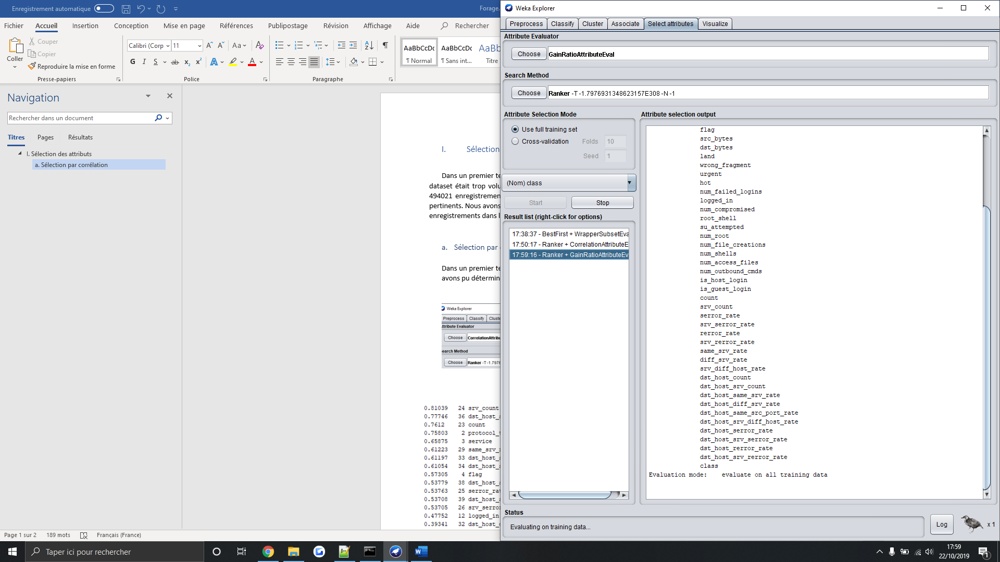 Enregistrement automatique
Forage.
Fichier Accueil Insertion Conception Mise en page Références Publipostage Révision Affichage Aide Rechercher
Coller
Couper
Copier
Reproduire la mise en forme
Presse-papiers
Calibri (Corp 11
Police
Paragraphe
AaBbCcDc AaBbCcDc AaBb
¶ Normal ¶ Sans int... Titre
Navigation
Rechercher dans un document
Titres Pages Résultats
I. Sélection des attributs
a. Sélection par corrélation
I. Sélection
Dans un premier te
dataset était trop volu
494021 enregistremen
pertinents. Nous avons
enregistrements dans l
a. Sélection par
Dans un premier te
avons pu détermin
Weka Explorer
Preprocess Classify Cluste
ttribute Evaluator
Choose CorrelationAttribu
earch Method
Choose Ranker -T -1.7976
0.81039 24 srv_count
0.77746 36 dst_host_s
0.7612 23 count
0.75803 2 protocol_t
0.65875 3 service
0.61223 29 same_srv_r
0.61197 33 dst_host_s
0.61054 34 dst_host_s
0.57305 4 flag
0.53779 38 dst_host_s
0.53763 25 serror_rat
0.53708 39 dst_host_s
0.53705 26 srv_serror
0.47752 12 logged_in
0.39341 32 dst_host_c
Page 1 sur 2 189 mots Français (France)
Weka Explorer
Preprocess Classify Cluster Associate Select attributes Visualize
Attribute Evaluator
Choose GainRatioAttributeEval
Search Method
Choose Ranker -T -1.7976931348623157E308 -N -1
Attribute Selection Mode
Use full training set
Cross-validation Folds 10
Seed 1
(Nom) class
Start Stop
Result list (right-click for options)
17:38:37 - BestFirst + WrapperSubsetEva
17:50:17 - Ranker + CorrelationAttributeE
17:59:16 - Ranker + GainRatioAttributeEv
Attribute selection output
flag
src_bytes
dst_bytes
land
wrong_fragment
urgent
hot
num_failed_logins
logged_in
num_compromised
root_shell
su_attempted
num_root
num_file_creations
num_shells
num_access_files
num_outbound_cmds
is_host_login
is_guest_login
count
srv_count
serror_rate
srv_serror_rate
rerror_rate
srv_rerror_rate
same_srv_rate
diff_srv_rate
srv_diff_host_rate
dst_host_count
dst_host_srv_count
dst_host_same_srv_rate
dst_host_diff_srv_rate
dst_host_same_src_port_rate
dst_host_srv_diff_host_rate
dst_host_serror_rate
dst_host_srv_serror_rate
dst_host_rerror_rate
dst_host_srv_rerror_rate
class
Evaluation mode: evaluate on all training data
Status
Evaluating on training data...
Log
x 1
Taper ici pour rechercher
17:59
22/10/2019
1